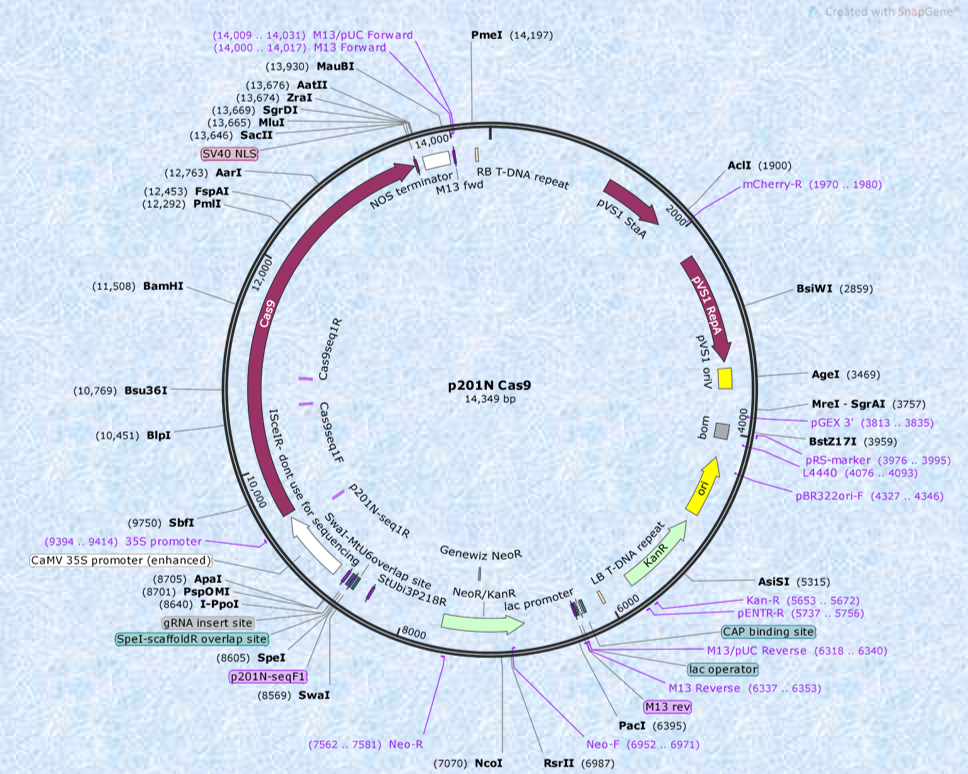 Created with SnapGene®
(14,009 .. 14,031) M13/pUC Forward
(14,000 .. 14,017) M13 Forward
PmeI (14,197)
(13,930) MauBI
(13,676) AatII
(13,674) ZraI
(13,669) SgrDI
(13,665) MluI
(13,646) SacII
SV40 NLS
(12,763) AarI
(12,453) FspAI
(12,292) PmlI
(11,508) BamHI
(10,769) Bsu36I
(10,451) BlpI
(9750) SbfI
(9394 .. 9414) 35S promoter
CaMV 35S promoter (enhanced)
(8705) ApaI
(8701) PspOMI
(8640) I-PpoI
gRNA insert site
SpeI-scaffoldR overlap site
(8605) SpeI
p201N-seqF1
(8569) SwaI
(7562 .. 7581) Neo-R
(7070) NcoI
RsrII (6987)
Neo-F (6952 .. 6971)
PacI (6395)
M13 rev
M13 Reverse (6337 .. 6353)
lac operator
M13/pUC Reverse (6318 .. 6340)
CAP binding site
pENTR-R (5737 .. 5756)
Kan-R (5653 .. 5672)
AsiSI (5315)
pBR322ori-F (4327 .. 4346)
L4440 (4076 .. 4093)
pRS-marker (3976 .. 3995)
BstZ17I (3959)
pGEX 3' (3813 .. 3835)
MreI - SgrAI (3757)
AgeI (3469)
BsiWI (2859)
mCherry-R (1970 .. 1980)
AclI (1900)
14,000
2000
4000
6000
8000
10,000
12,000
NOS terminator
M13 fwd
RB T-DNA repeat
pVS1 StaA
pVS1 RepA
pVS1 oriV
bom
ori
KanR
LB T-DNA repeat
lac promoter
NeoR/KanR
Genewiz NeoR
StUbi3P218R
SwaI-MtU6overlap site
ISceIR- dont use for sequencing
p201N-seq1R
Cas9seq1F
Cas9seq1R
Cas9
p201N Cas9
14,349 bp